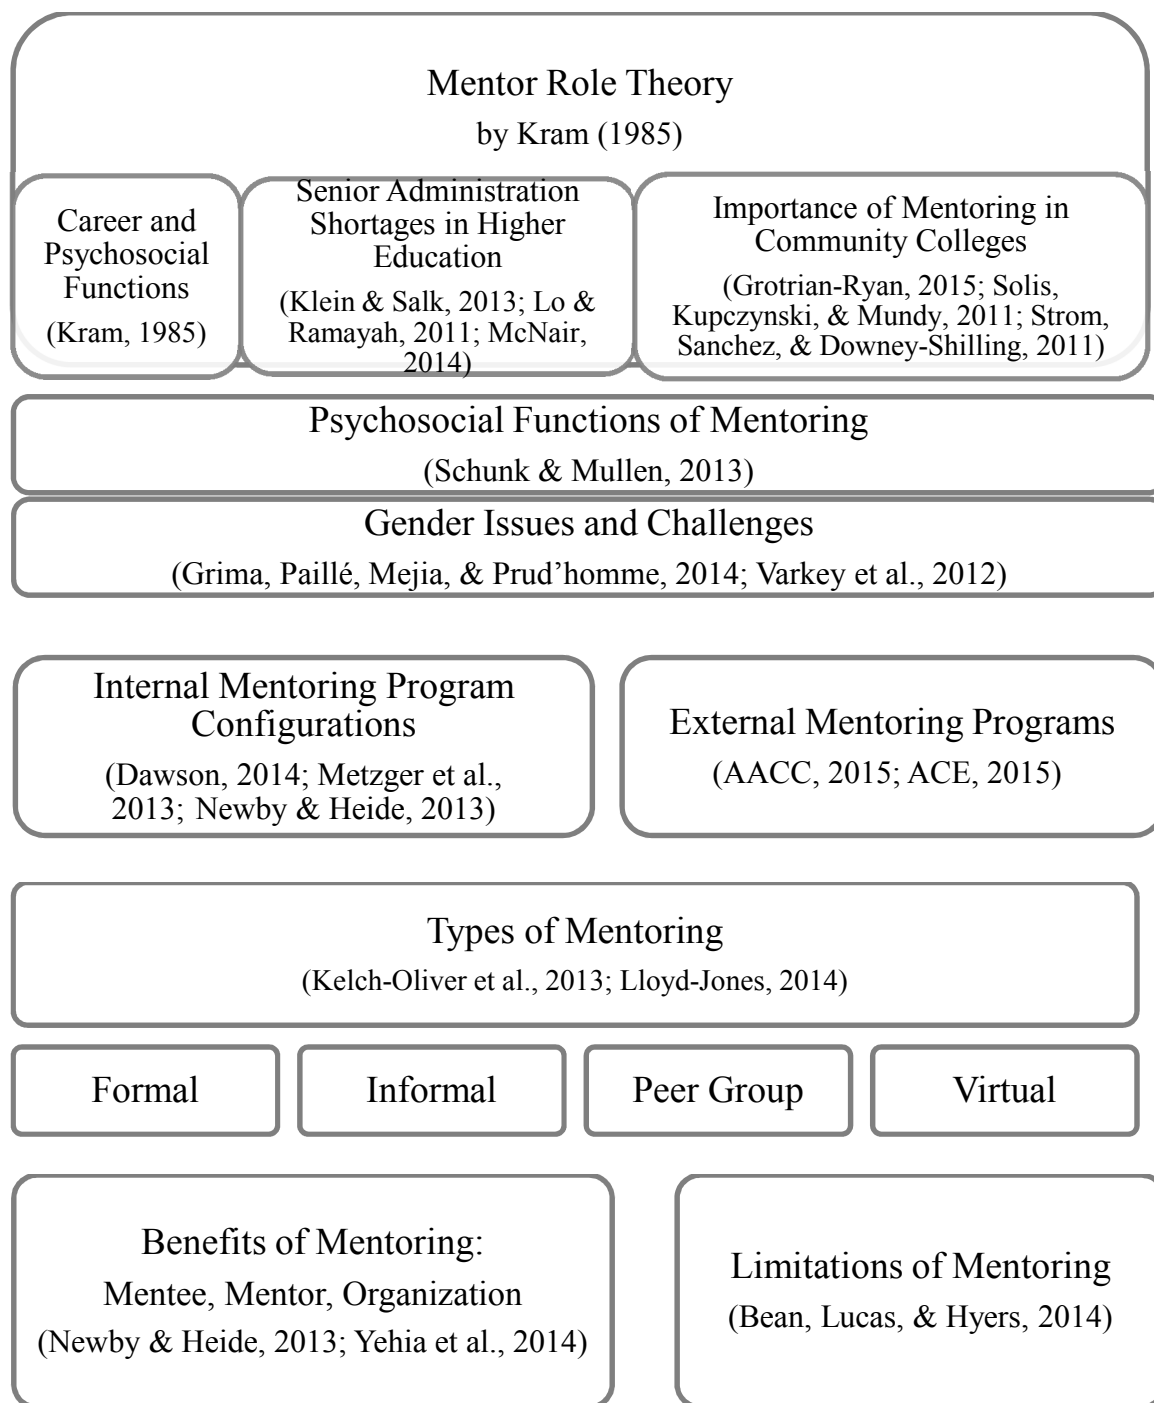 Mentor Role Theory
by Kram (1985)
Career and
Psychosocial
Functions
(Kram, 1985)
Senior Administration
Shortages in Higher
Education
(Klein & Salk, 2013; Lo &
Ramayah, 2011; McNair,
2014)
Importance of Mentoring in
Community Colleges
(Grotrian-Ryan, 2015; Solis,
Kupczynski, & Mundy, 2011; Strom,
Sanchez, & Downey-Shilling, 2011)
Psychosocial Functions of Mentoring
(Schunk & Mullen, 2013)
Gender Issues and Challenges
(Grima, Paillé, Mejia, & Prud’homme, 2014; Varkey et al., 2012)
Internal Mentoring Program
Configurations
(Dawson, 2014; Metzger et al.,
2013; Newby & Heide, 2013)
External Mentoring Programs
(AACC, 2015; ACE, 2015)
Types of Mentoring
(Kelch-Oliver et al., 2013; Lloyd-Jones, 2014)
Formal
Informal
Peer Group
Virtual
Benefits of Mentoring:
Mentee, Mentor, Organization
(Newby & Heide, 2013; Yehia et al., 2014)
Limitations of Mentoring
(Bean, Lucas, & Hyers, 2014)